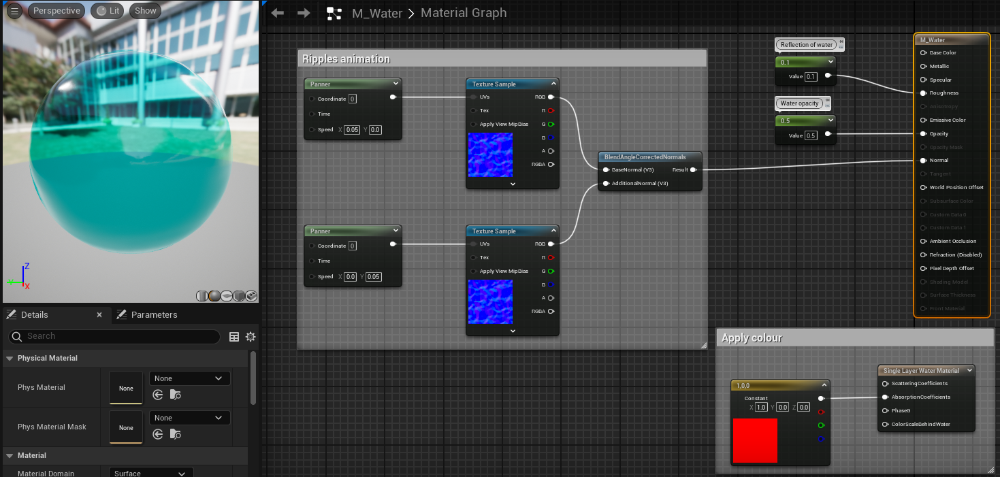 Perspective Lit Show
M_Water > Material Graph
Ripples animation
Panner
Coordinate 0
Time
Speed X 0.05 Y 0.0
Texture Sample
UVs RGB
Tex R
Apply View MipBias G
B
A
RGBA
BlendAngleCorrectedNormals
BaseNormal (V3) Result
AdditionalNormal (V3)
Panner
Coordinate 0
Time
Speed X 0.0 Y 0.05
Texture Sample
UVs RGB
Tex R
Apply View MipBias G
B
A
RGBA
Reflection of water
0.1
Value 0.1
Water opacity
0.5
Value 0.5
M_Water
Base Color
Metallic
Specular
Roughness
Anisotropy
Emissive Color
Opacity
Opacity Mask
Normal
Tangent
World Position Offset
Subsurface Color
Custom Data 0
Custom Data 1
Ambient Occlusion
Refraction (Disabled)
Pixel Depth Offset
Shading Model
Surface Thickness
Front Material
Apply colour
1,0,0
Constant
X 1.0 Y 0.0 Z 0.0
Single Layer Water Material
ScatteringCoefficients
AbsorptionCoefficients
PhaseG
ColorScaleBehindWater
Z
Y
X
Details Parameters
Search
Physical Material
Phys Material None None
Phys Material Mask None None
Material
Material Domain Surface